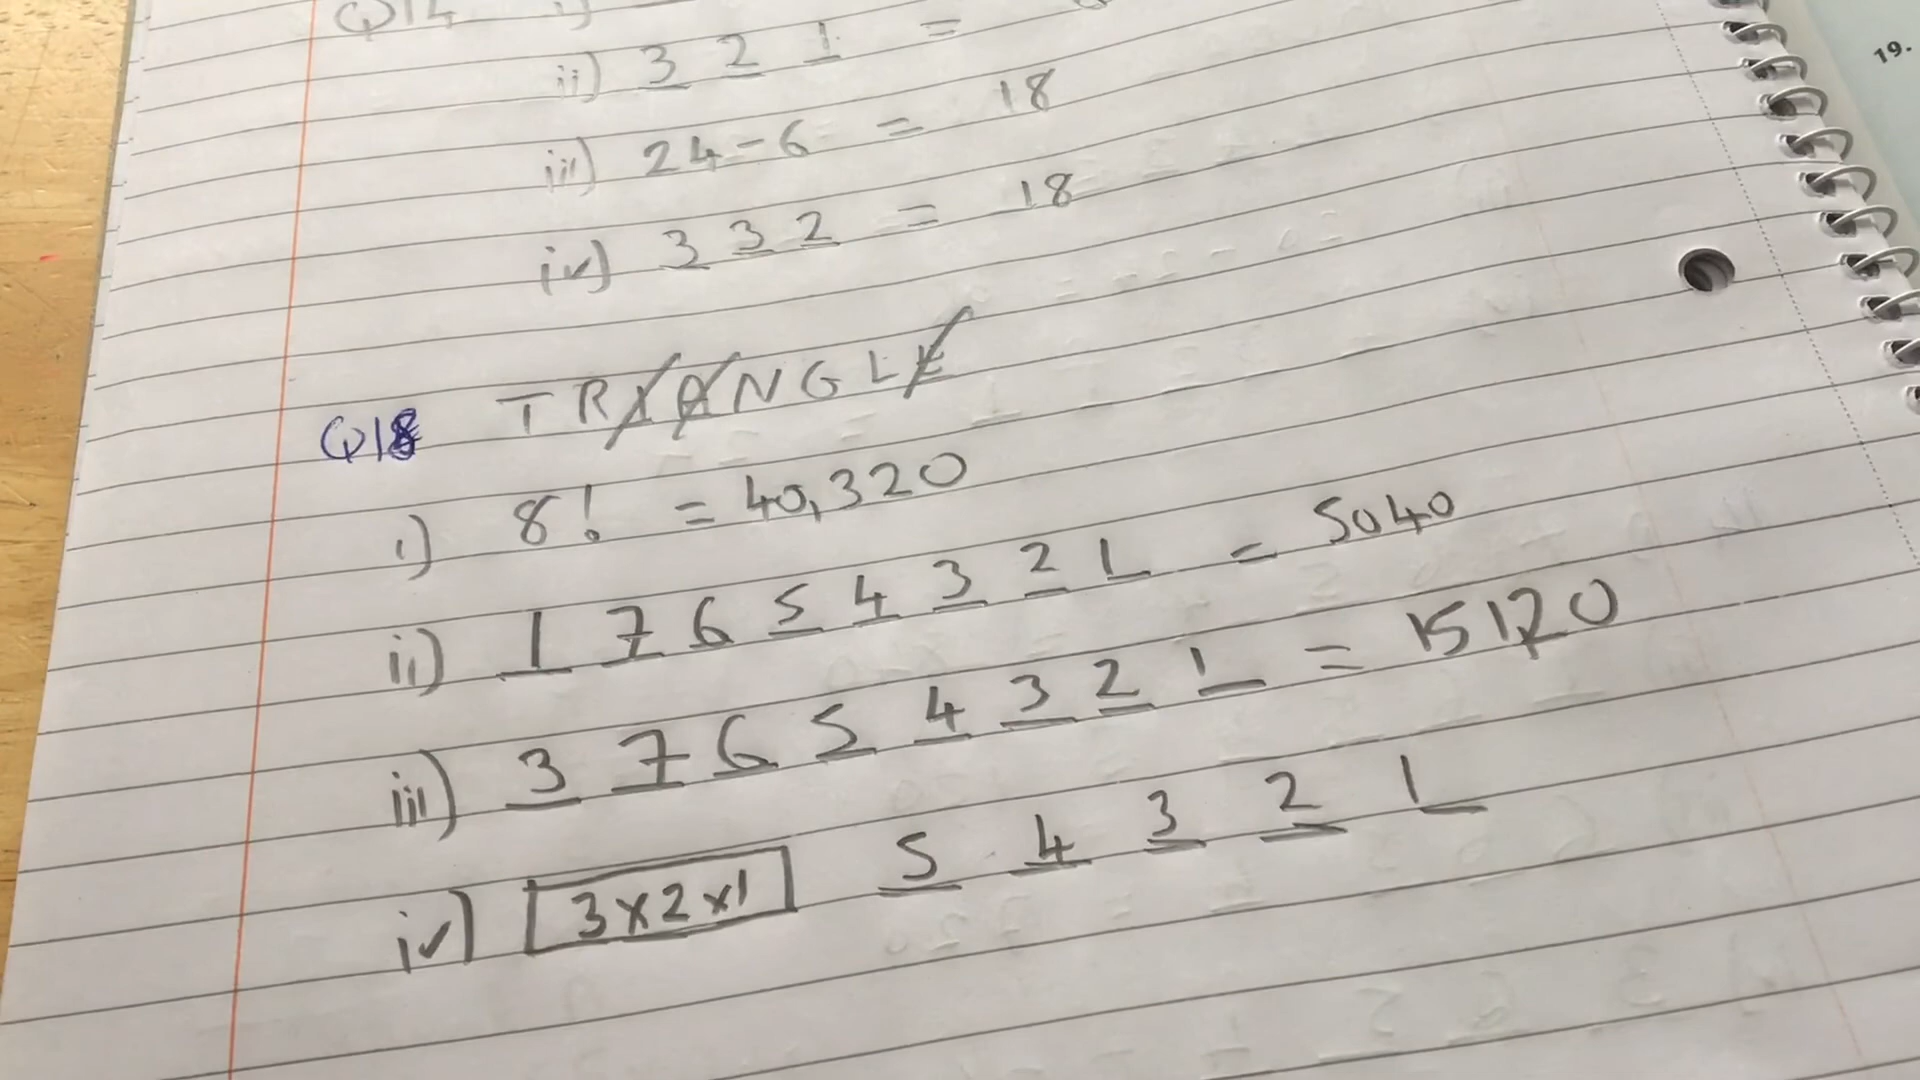 Q14 i)
ii) 3 2 1 =
iii) 24 - 6 = 18
iv) 3 3 2 = 18
Q18 TRIANGLE
i) 8! = 40,320
ii) 1 7 6 5 4 3 2 1 = 5040
iii) 3 7 6 5 4 3 2 1 = 15120
iv) 3x2x1 5 4 3 2 1
19.